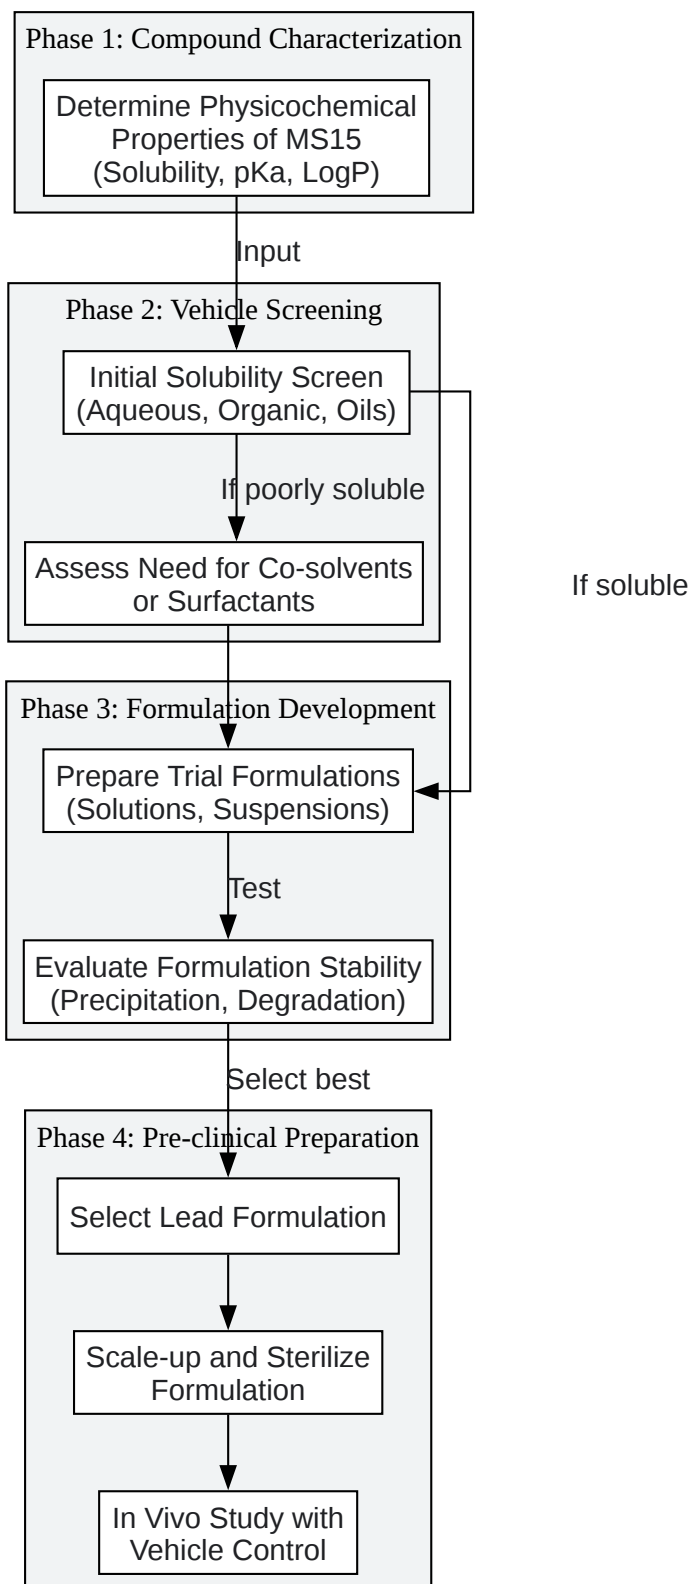 Phase 1: Compound Characterization
Determine Physicochemical
Properties of MS15
(Solubility, pKa, LogP)
Input
Phase 2: Vehicle Screening
Initial Solubility Screen
(Aqueous, Organic, Oils)
If poorly soluble
Assess Need for Co-solvents
or Surfactants
If soluble
Phase 3: Formulation Development
Prepare Trial Formulations
(Solutions, Suspensions)
Test
Evaluate Formulation Stability
(Precipitation, Degradation)
Select best
Phase 4: Pre-clinical Preparation
Select Lead Formulation
Scale-up and Sterilize
Formulation
In Vivo Study with
Vehicle Control